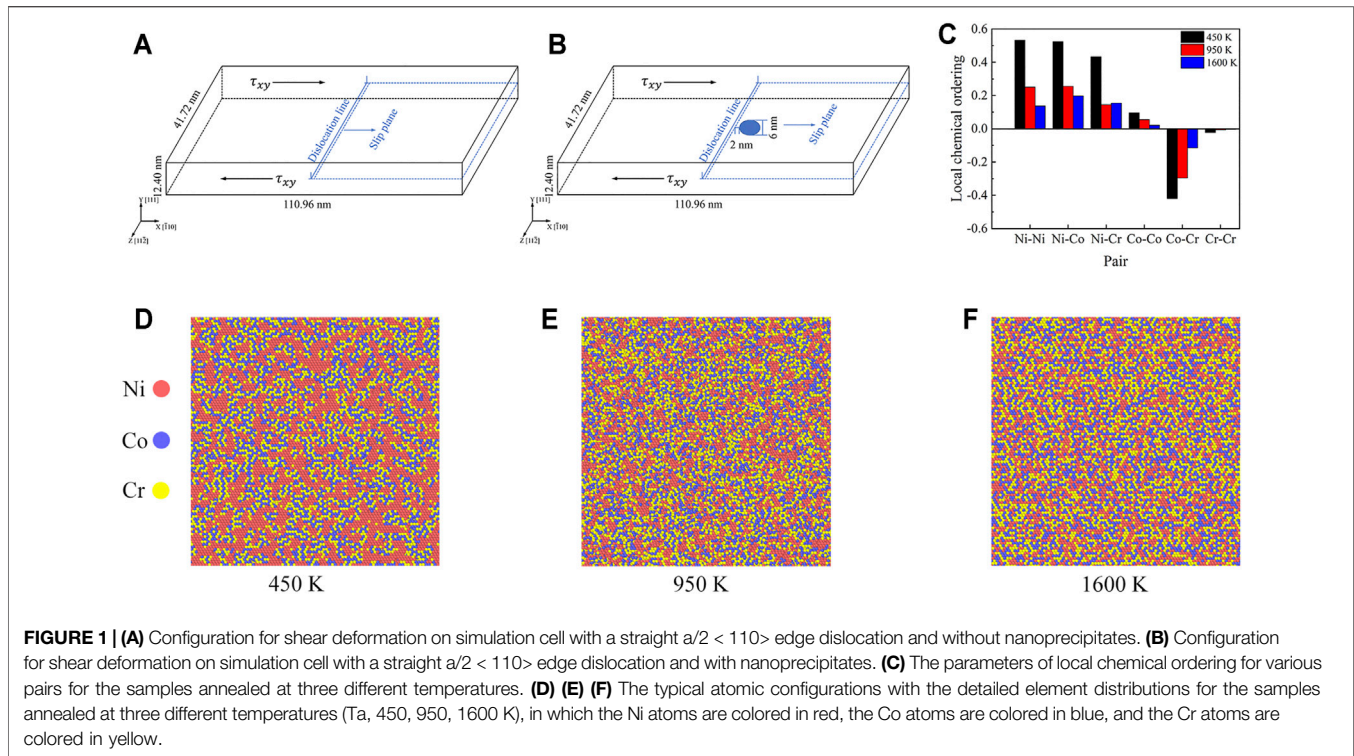 A
τxy
41.72 nm
Dislocation line
Slip plane
12.40 nm
τxy
110.96 nm
Y [111̄]
X [1̄10]
Z [112̄]
B
τxy
41.72 nm
Dislocation line
2 nm
6 nm
Slip plane
12.40 nm
τxy
110.96 nm
Y [111̄]
X [1̄10]
Z [112̄]
C
Local chemical ordering
0.6
0.4
0.2
0.0
-0.2
-0.4
-0.6
450 K
950 K
1600 K
Ni-Ni Ni-Co Ni-Cr Co-Co Co-Cr Cr-Cr
Pair
D
Ni
Co
Cr
450 K
E
950 K
F
1600 K
FIGURE 1 | (A) Configuration for shear deformation on simulation cell with a straight a/2 < 110> edge dislocation and without nanoprecipitates. (B) Configuration
for shear deformation on simulation cell with a straight a/2 < 110> edge dislocation and with nanoprecipitates. (C) The parameters of local chemical ordering for various
pairs for the samples annealed at three different temperatures. (D) (E) (F) The typical atomic configurations with the detailed element distributions for the samples
annealed at three different temperatures (Ta, 450, 950, 1600 K), in which the Ni atoms are colored in red, the Co atoms are colored in blue, and the Cr atoms are
colored in yellow.